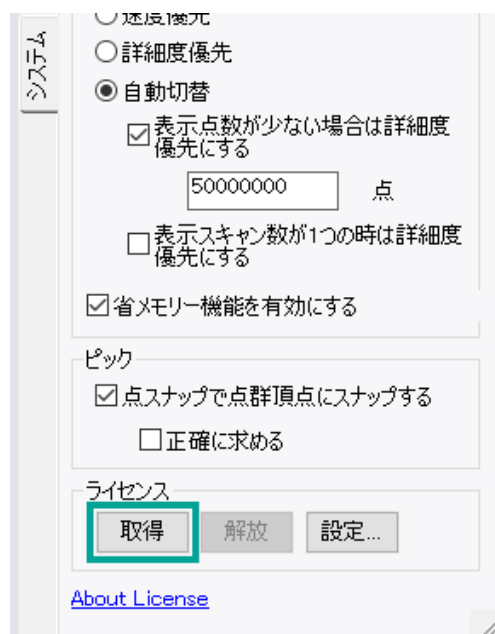 速度優先
システム
詳細度優先
自動切替
表示点数が少ない場合は詳細度
優先にする
50000000 点
表示スキャン数が1つの時は詳細度
優先にする
省メモリー機能を有効にする
ピック
点スナップで点群頂点にスナップする
正確に求める
ライセンス
取得 解放 設定...
About License